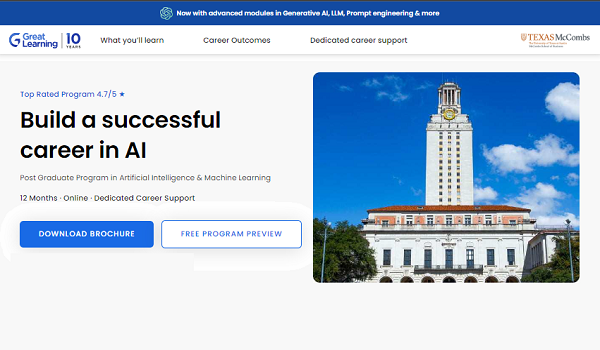 Now with advanced modules in Generative AI, LLM, Prompt engineering & more
Great
Learning
10
YEARS
What you'll learn
Career Outcomes
Dedicated career support
TEXAS McCombs
The University of Texas at Austin
McCombs School of Business
Top Rated Program 4.7/5 ★
Build a successful
career in AI
Post Graduate Program in Artificial Intelligence & Machine Learning
12 Months · Online · Dedicated Career Support
DOWNLOAD BROCHURE
FREE PROGRAM PREVIEW